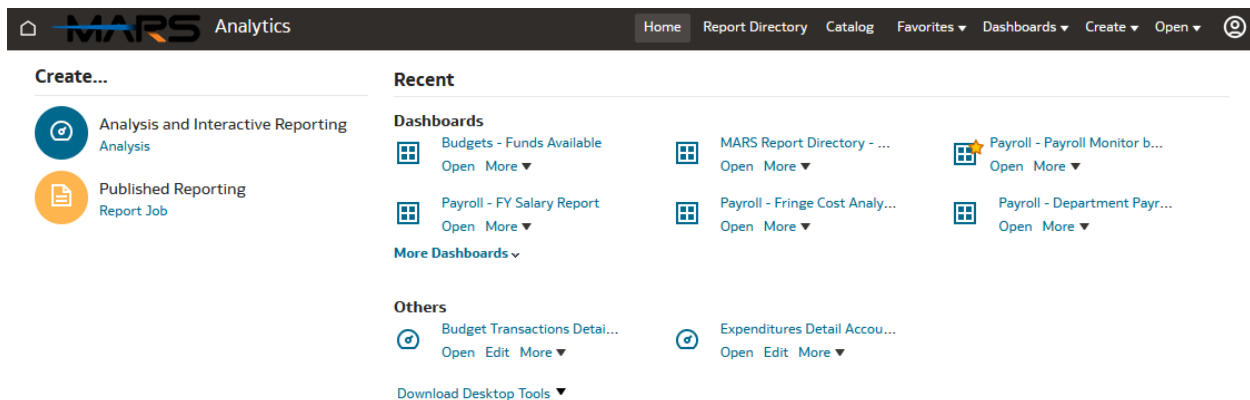 MARS Analytics Home Report Directory Catalog Favorites Dashboards Create Open
Create...
Analysis and Interactive Reporting
Analysis
Published Reporting
Report Job
Recent
Dashboards
Budgets - Funds Available
Open More
MARS Report Directory - ...
Open More
Payroll - Payroll Monitor b...
Open More
Payroll - FY Salary Report
Open More
Payroll - Fringe Cost Analy...
Open More
Payroll - Department Payr...
Open More
More Dashboards
Others
Budget Transactions Detai...
Open Edit More
Expenditures Detail Accou...
Open Edit More
Download Desktop Tools